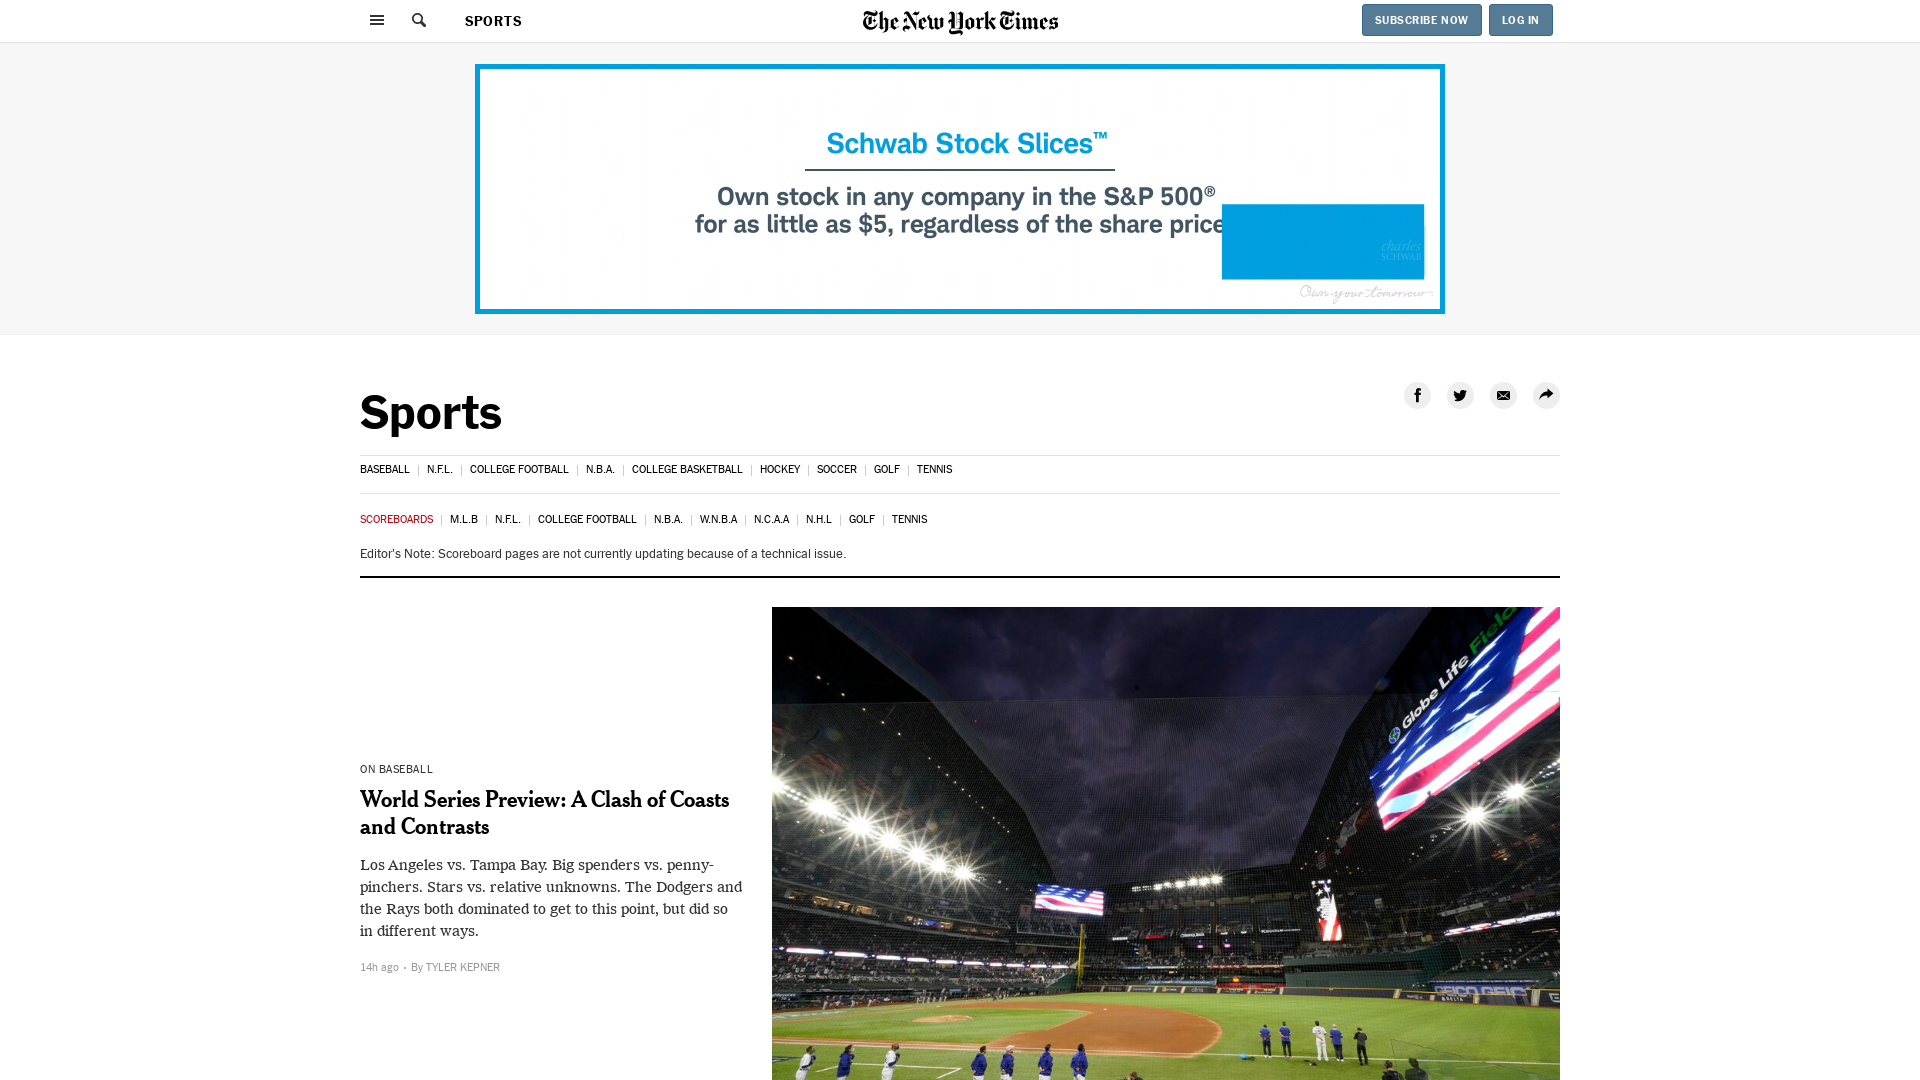 SPORTS
The New York Times
SUBSCRIBE NOW
LOG IN
Schwab Stock Slices™
Own stock in any company in the S&P 500®
for as little as $5, regardless of the share price
charles
SCHWAB
Own your tomorrow
Sports
BASEBALL | N.F.L. | COLLEGE FOOTBALL | N.B.A. | COLLEGE BASKETBALL | HOCKEY | SOCCER | GOLF | TENNIS
SCOREBOARDS | M.L.B | N.F.L. | COLLEGE FOOTBALL | N.B.A. | W.N.B.A | N.C.A.A | N.H.L | GOLF | TENNIS
Editor's Note: Scoreboard pages are not currently updating because of a technical issue.
ON BASEBALL
World Series Preview: A Clash of Coasts
and Contrasts
Los Angeles vs. Tampa Bay. Big spenders vs. penny-
pinchers. Stars vs. relative unknowns. The Dodgers and
the Rays both dominated to get to this point, but did so
in different ways.
14h ago · By TYLER KEPNER
Globe Life Field
GEICO